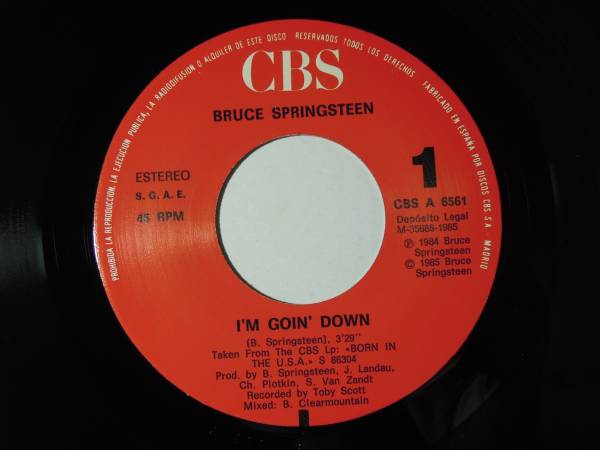 PROHIBIDA LA REPRODUCCION, LA EJECUCION PUBLICA, LA RADIODIFUSION O ALQUILER DE ESTE DISCO RESERVADOS TODOS LOS DERECHOS. FABRICADO EN ESPAÑA POR DISCOS CBS S.A. MADRID
CBS
BRUCE SPRINGSTEEN
ESTEREO
S. G. A. E.
45 RPM
1
CBS A 6561
Depósito Legal
M-35688-1985
Ⓟ 1984 Bruce
Springsteen
© 1985 Bruce
Springsteen
I'M GOIN' DOWN
(B. Springsteen), 3'29''
Taken From The CBS Lp: «BORN IN
THE U.S.A.» S 86304
Prod. by B. Springsteen, J. Landau,
Ch. Plotkin, S. Van Zandt
Recorded by Toby Scott
Mixed: B. Clearmountain